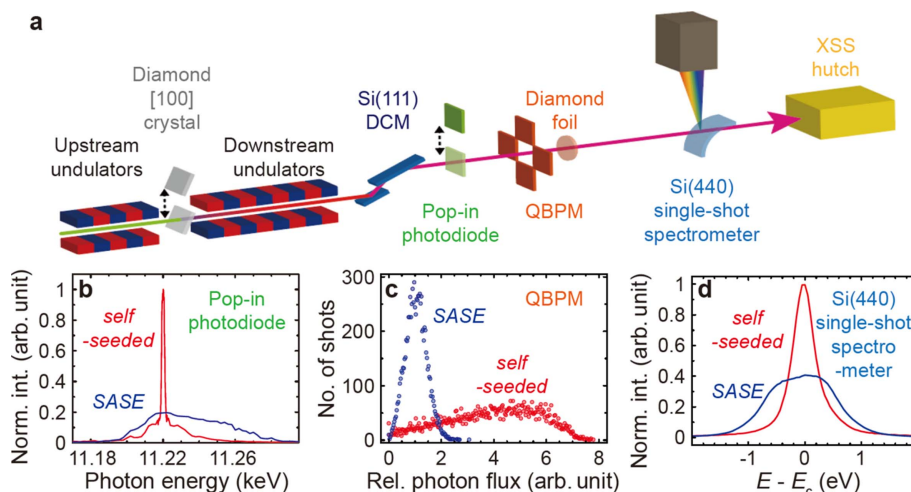 a
Diamond
[100]
crystal
Upstream
undulators
Downstream
undulators
Si(111)
DCM
Pop-in
photodiode
Diamond
foil
QBPM
Si(440)
single-shot
spectrometer
XSS
hutch
b
self
-seeded
Pop-in
photodiode
SASE
Norm. int. (arb. unit)
1
0.8
0.6
0.4
0.2
0
11.18
11.22
11.26
Photon energy (keV)
c
QBPM
SASE
self
-seeded
No. of shots
300
200
100
0
0
2
4
6
8
Rel. photon flux (arb. unit)
d
Si(440)
single-shot
spectro
-meter
self
-seeded
SASE
Norm. int. (arb. unit)
1
0.8
0.6
0.4
0.2
0
-1
0
1
E - Ec (eV)